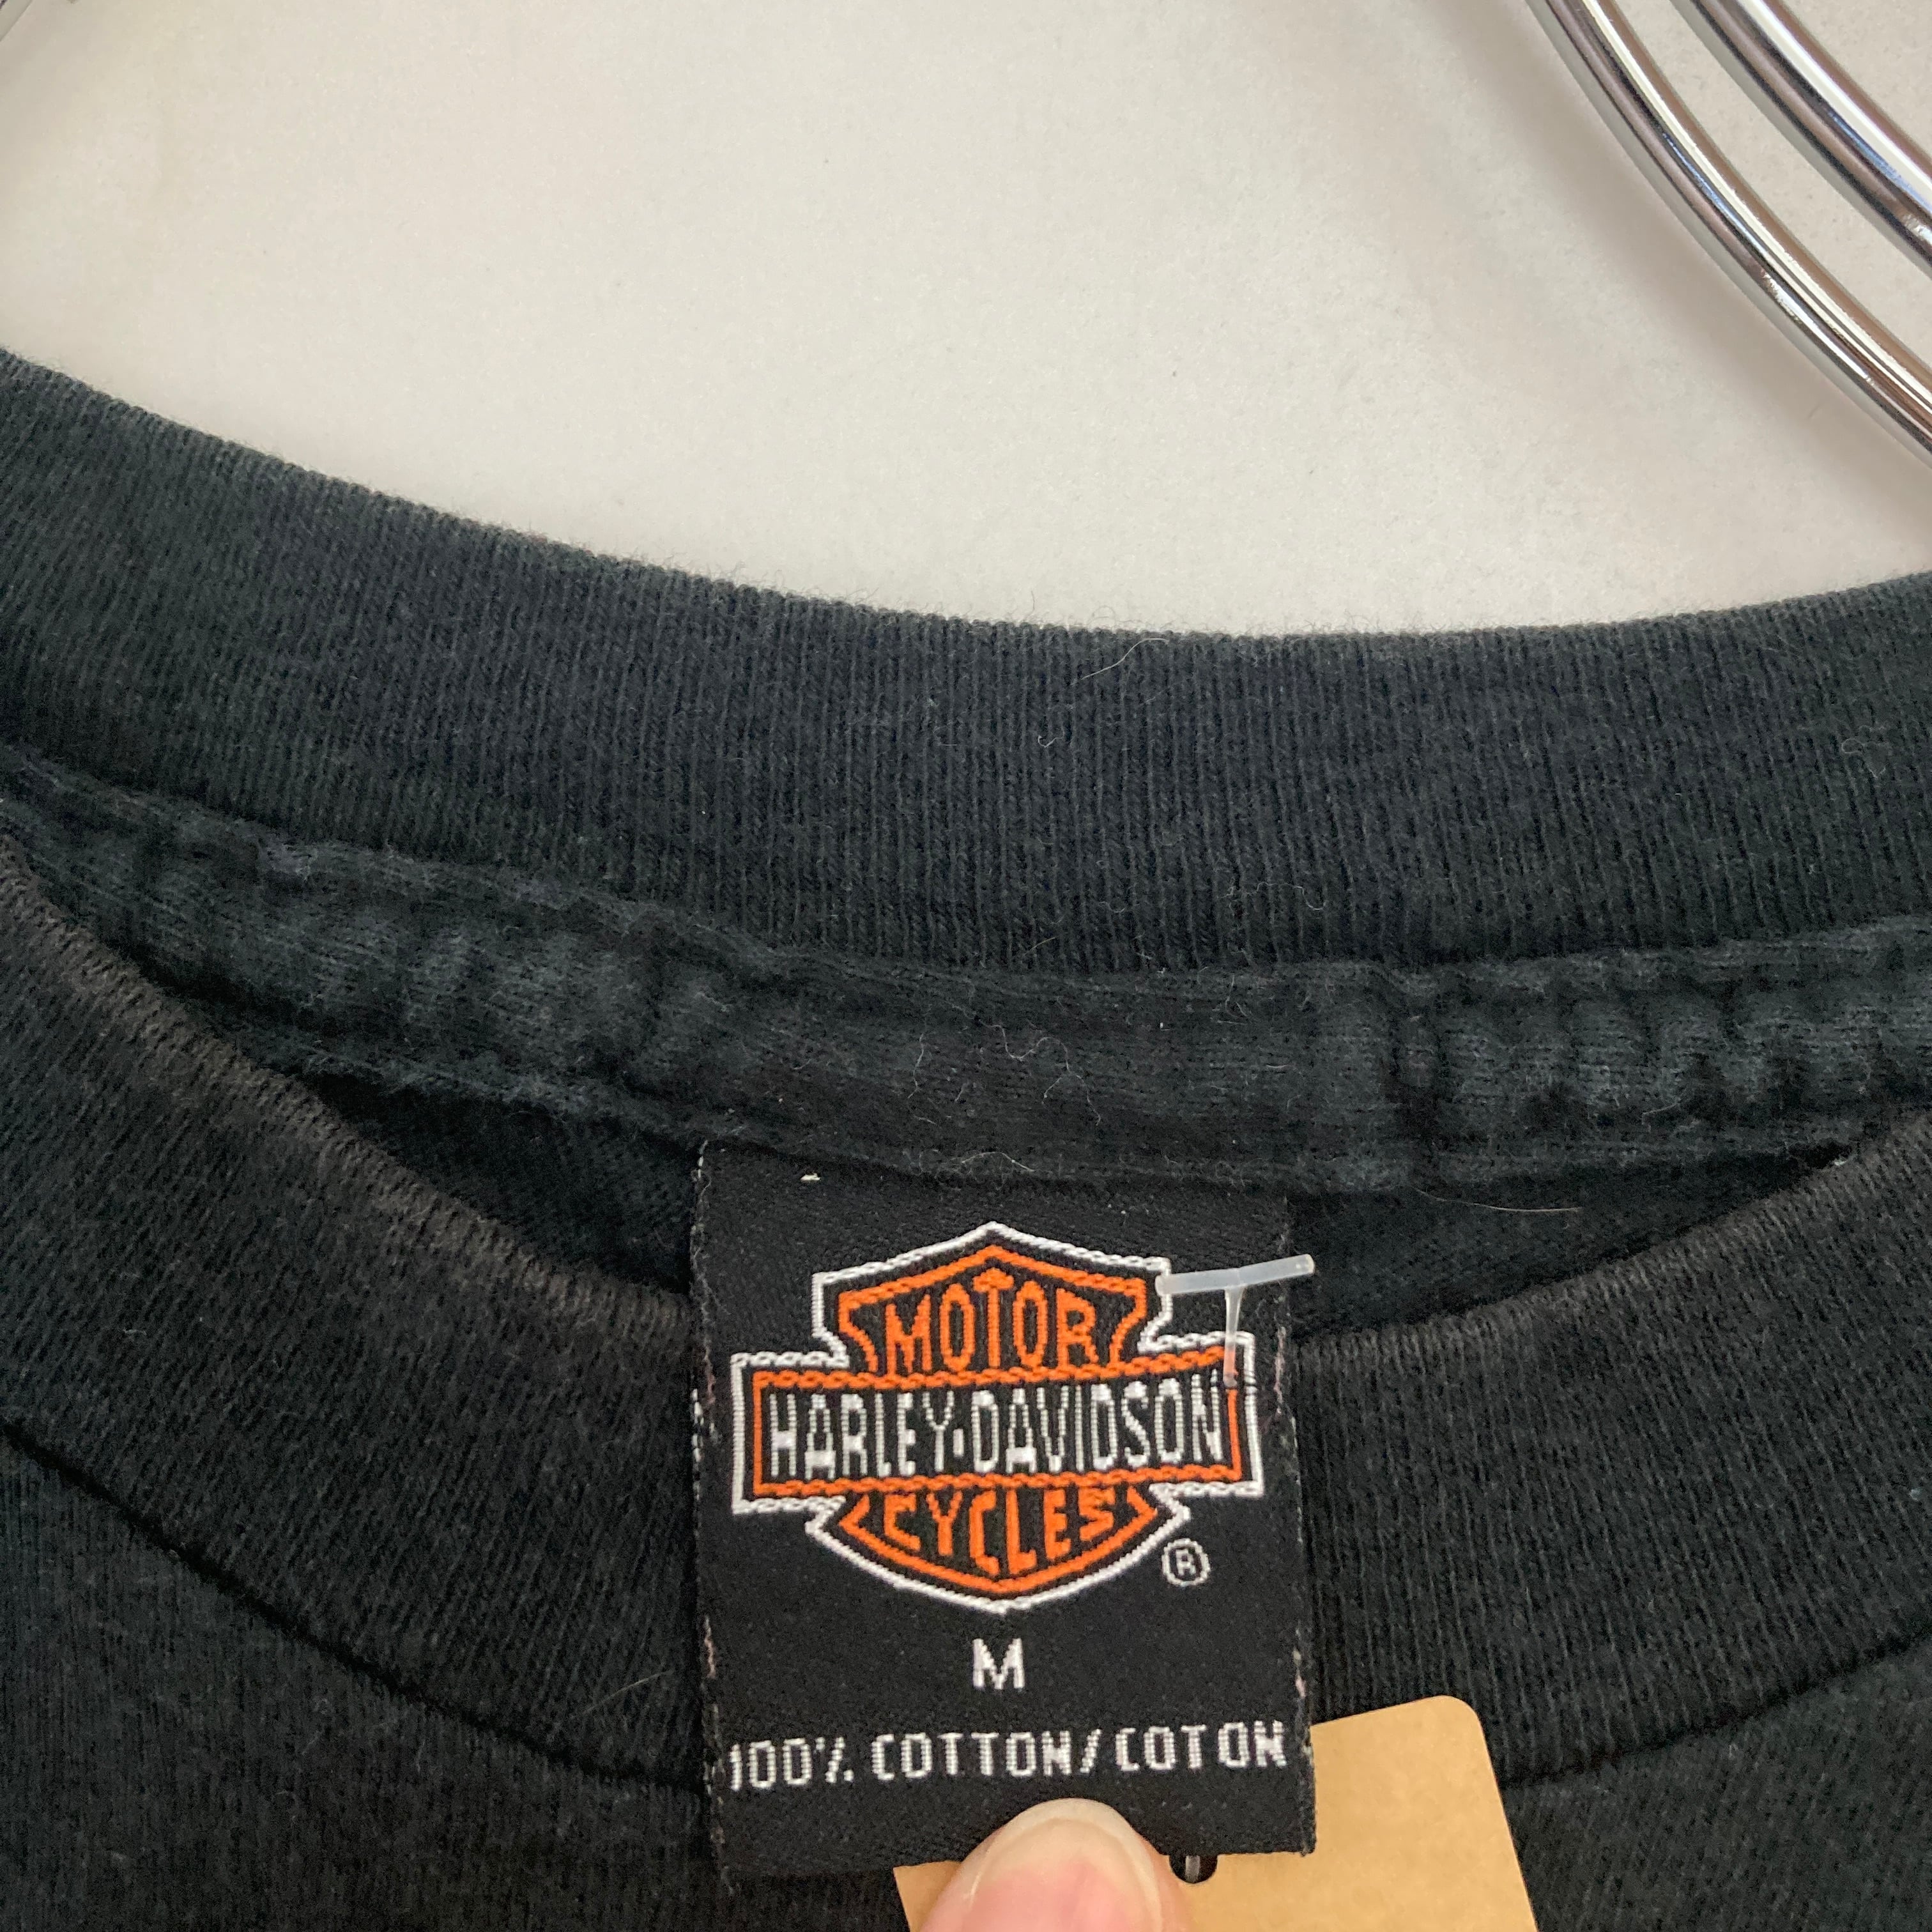 MOTOR
HARLEY-DAVIDSON
CYCLES
®
M
100% COTTON/COTON